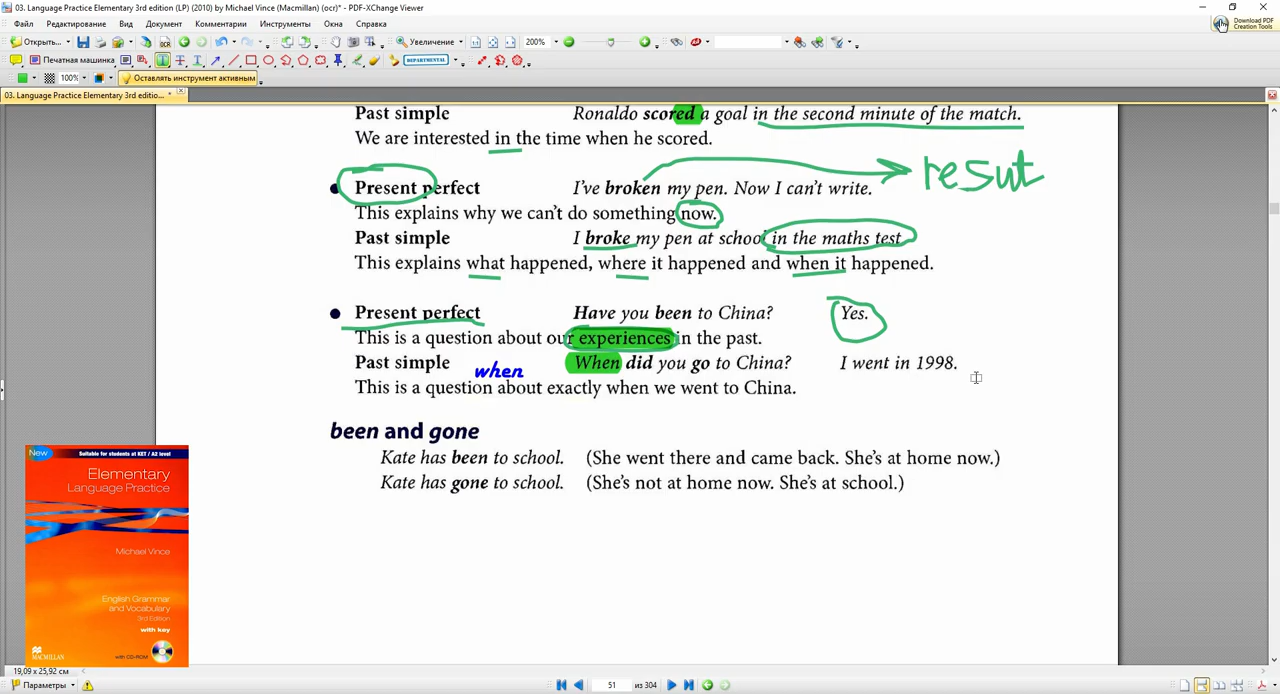 03. Language Practice Elementary 3rd edition (LP) (2010) by Michael Vince (Macmillan) (ocr)* - PDF-XChange Viewer
Файл Редактирование Вид Документ Комментарии Инструменты Окна Справка
Download PDF Creation Tools
Открыть... OCR Увеличение 200%
Печатная машинка DEPARTMENTAL
100% Оставлять инструмент активным
03. Language Practice Elementary 3rd editio... *
Past simple Ronaldo scored a goal in the second minute of the match.
We are interested in the time when he scored.
resut
Present perfect I've broken my pen. Now I can't write.
This explains why we can't do something now.
Past simple I broke my pen at school in the maths test
This explains what happened, where it happened and when it happened.
Present perfect Have you been to China? Yes.
This is a question about our experiences in the past.
Past simple When did you go to China? I went in 1998.
when
This is a question about exactly when we went to China.
been and gone
Kate has been to school. (She went there and came back. She's at home now.)
Kate has gone to school. (She's not at home now. She's at school.)
New Suitable for students at KET / A2 level
Elementary
Language Practice
Michael Vince
English Grammar
and Vocabulary
3rd Edition
with key
MACMILLAN
with CD-ROM
19,09 x 25,92 см
Параметры 51 из 304